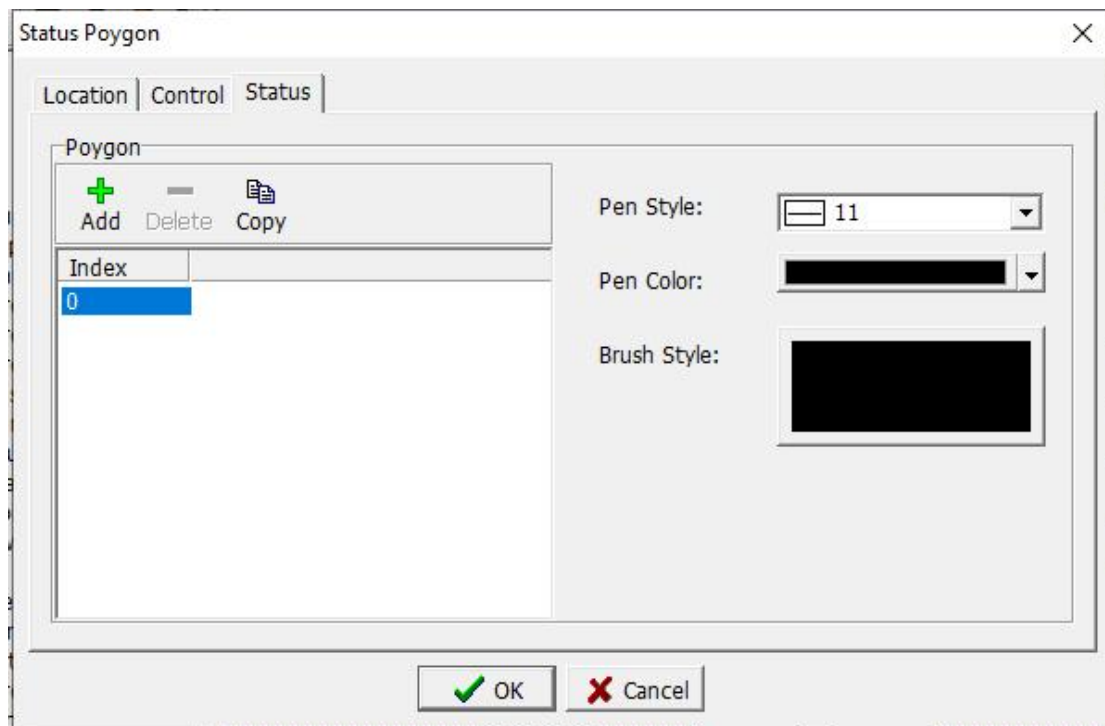 Status Poygon
Location Control Status
Poygon
Add Delete Copy
Index
0
Pen Style: 11
Pen Color:
Brush Style:
OK Cancel